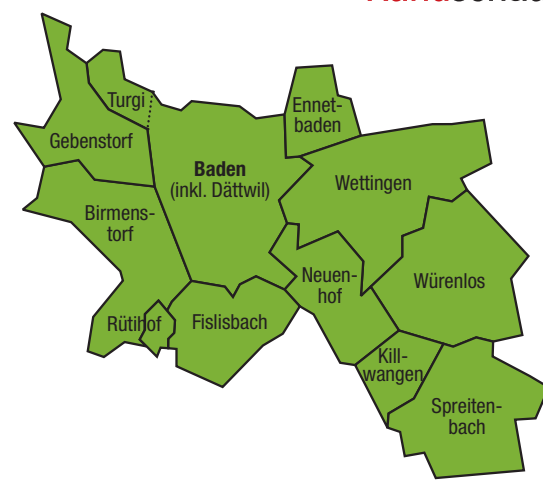 Turgi
Ennet-
baden
Gebenstorf
Baden
(inkl. Dättwil)
Wettingen
Birmens-
torf
Neuen-
hof
Würenlos
Rütihof
Fislisbach
Kill-
wangen
Spreiten-
bach